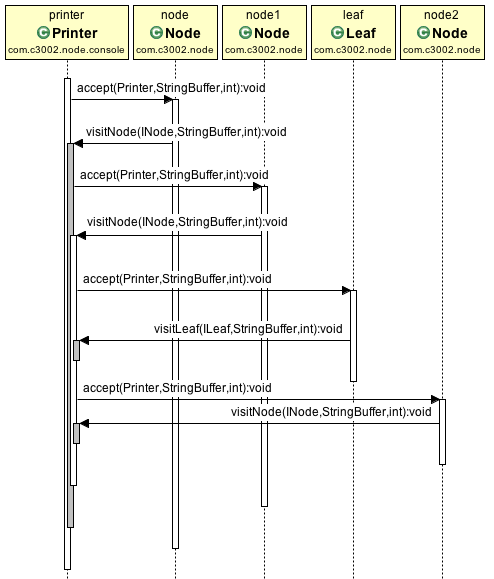 printer
C Printer
com.c3002.node.console
node
C Node
com.c3002.node
node1
C Node
com.c3002.node
leaf
C Leaf
com.c3002.node
node2
C Node
com.c3002.node
accept(Printer,StringBuffer,int):void
visitNode(INode,StringBuffer,int):void
accept(Printer,StringBuffer,int):void
visitNode(INode,StringBuffer,int):void
accept(Printer,StringBuffer,int):void
visitLeaf(ILeaf,StringBuffer,int):void
accept(Printer,StringBuffer,int):void
visitNode(INode,StringBuffer,int):void